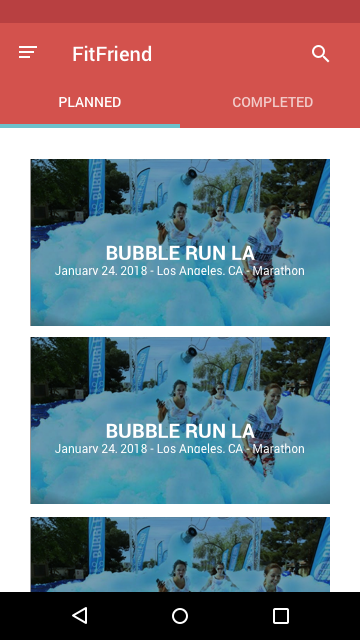 FitFriend
PLANNED
COMPLETED
BUBBLE RUN LA
January 24, 2018 - Los Angeles, CA - Marathon
BUBBLE RUN LA
January 24, 2018 - Los Angeles, CA - Marathon